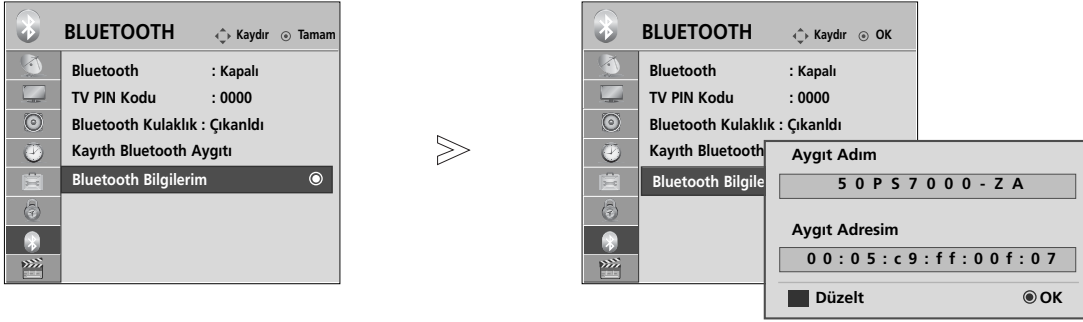 BLUETOOTH Kaydır Tamam
Bluetooth : Kapalı
TV PIN Kodu : 0000
Bluetooth Kulaklık : Çıkanldı
Kayıth Bluetooth Aygıtı
Bluetooth Bilgilerim
BLUETOOTH Kaydır OK
Bluetooth : Kapalı
TV PIN Kodu : 0000
Bluetooth Kulaklık : Çıkanldı
Kayıth Bluetooth
Bluetooth Bilgile
Aygıt Adım
50PS7000-ZA
Aygıt Adresim
00:05:c9:ff:00f:07
Düzelt OK